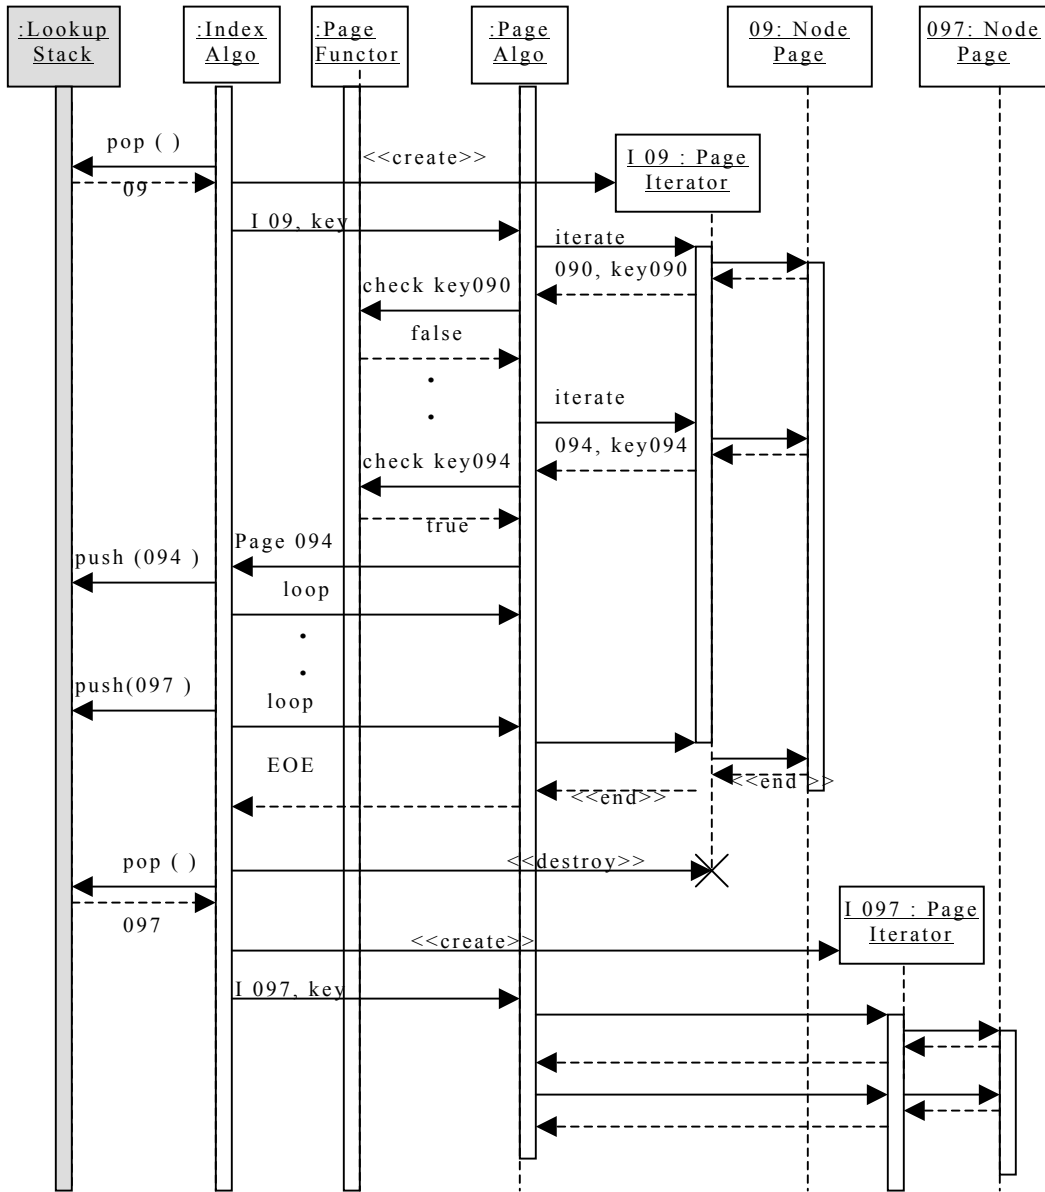 :Lookup
Stack
:Index
Algo
:Page
Functor
:Page
Algo
09: Node
Page
097: Node
Page
pop ( )
<<create>>
I 09 : Page
Iterator
09
I 09, key
iterate
090, key090
check key090
false
iterate
094, key094
check key094
true
Page 094
push (094 )
loop
push(097 )
loop
EOE
<<end >>
<<end>>
pop ( )
<<destroy>>
097
I 097 : Page
Iterator
<<create>>
I 097, key